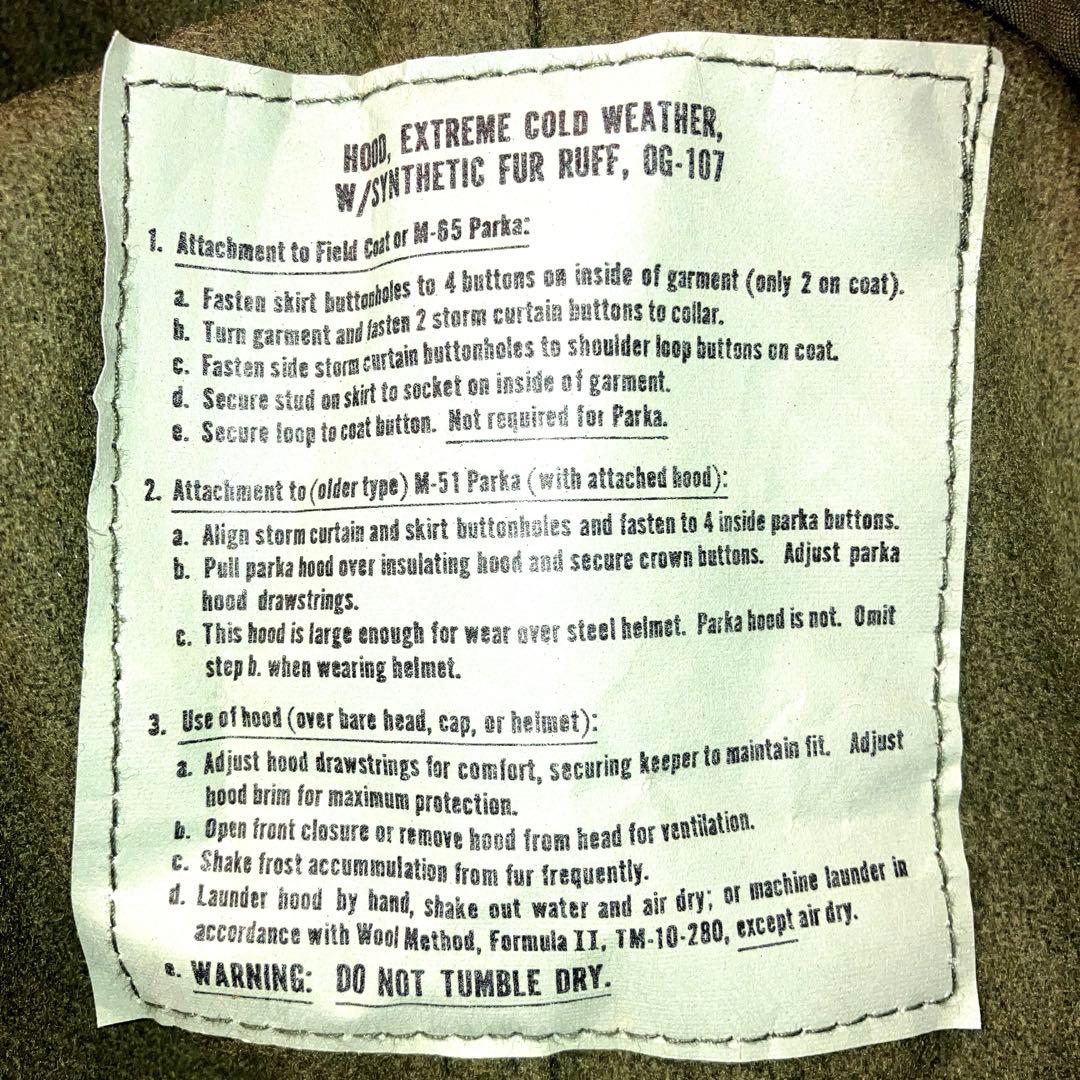 HOOD, EXTREME COLD WEATHER,
W/SYNTHETIC FUR RUFF, OG-107
1. Attachment to Field Coat or M-65 Parka:
a. Fasten skirt buttonholes to 4 buttons on inside of garment (only 2 on coat).
b. Turn garment and fasten 2 storm curtain buttons to collar.
c. Fasten side storm curtain buttonholes to shoulder loop buttons on coat.
d. Secure stud on skirt to socket on inside of garment.
e. Secure loop to coat button. Not required for Parka.
2. Attachment to (older type) M-51 Parka (with attached hood):
a. Align storm curtain and skirt buttonholes and fasten to 4 inside parka buttons.
b. Pull parka hood over insulating hood and secure crown buttons. Adjust parka
hood drawstrings.
c. This hood is large enough for wear over steel helmet. Parka hood is not. Omit
step b. when wearing helmet.
3. Use of hood (over bare head, cap, or helmet):
a. Adjust hood drawstrings for comfort, securing keeper to maintain fit. Adjust
hood brim for maximum protection.
b. Open front closure or remove hood from head for ventilation.
c. Shake frost accummulation from fur frequently.
d. Launder hood by hand, shake out water and air dry; or machine launder in
accordance with Wool Method, Formula II, TM-10-280, except air dry.
e. WARNING: DO NOT TUMBLE DRY.